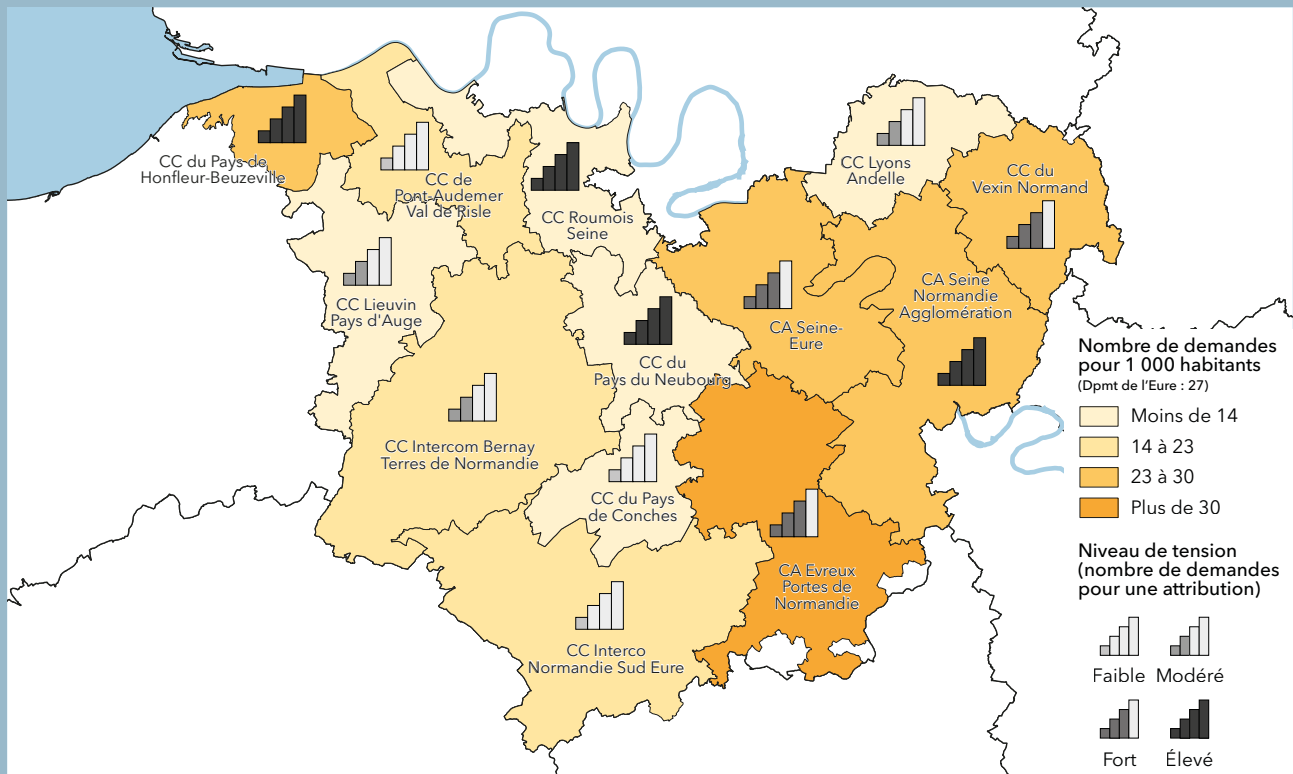 CC du Pays de
Honfleur-Beuzeville
CC de
Pont-Audemer
Val de Risle
CC Roumois
Seine
CC Lyons
Andelle
CC du
Vexin Normand
CC Lieuvin
Pays d'Auge
CA Seine-
Eure
CA Seine
Normandie
Agglomération
CC du
Pays du Neubourg
CC Intercom Bernay
Terres de Normandie
CC du Pays
de Conches
CA Evreux
Portes de
Normandie
CC Interco
Normandie Sud Eure
Nombre de demandes
pour 1 000 habitants
(Dpmt de l'Eure : 27)
Moins de 14
14 à 23
23 à 30
Plus de 30
Niveau de tension
(nombre de demandes
pour une attribution)
Faible Modéré
Fort Élevé